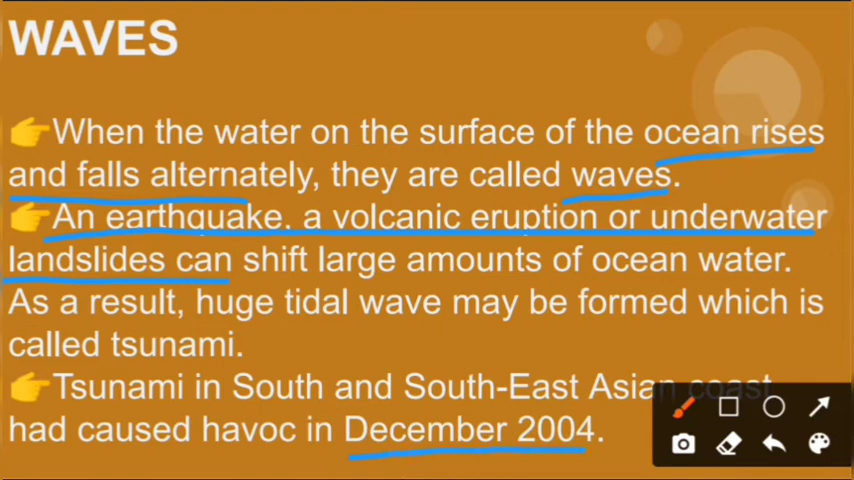 WAVES
👉When the water on the surface of the ocean rises
and falls alternately, they are called waves.
👉An earthquake, a volcanic eruption or underwater
landslides can shift large amounts of ocean water.
As a result, huge tidal wave may be formed which is
called tsunami.
👉Tsunami in South and South-East Asian coast
had caused havoc in December 2004.